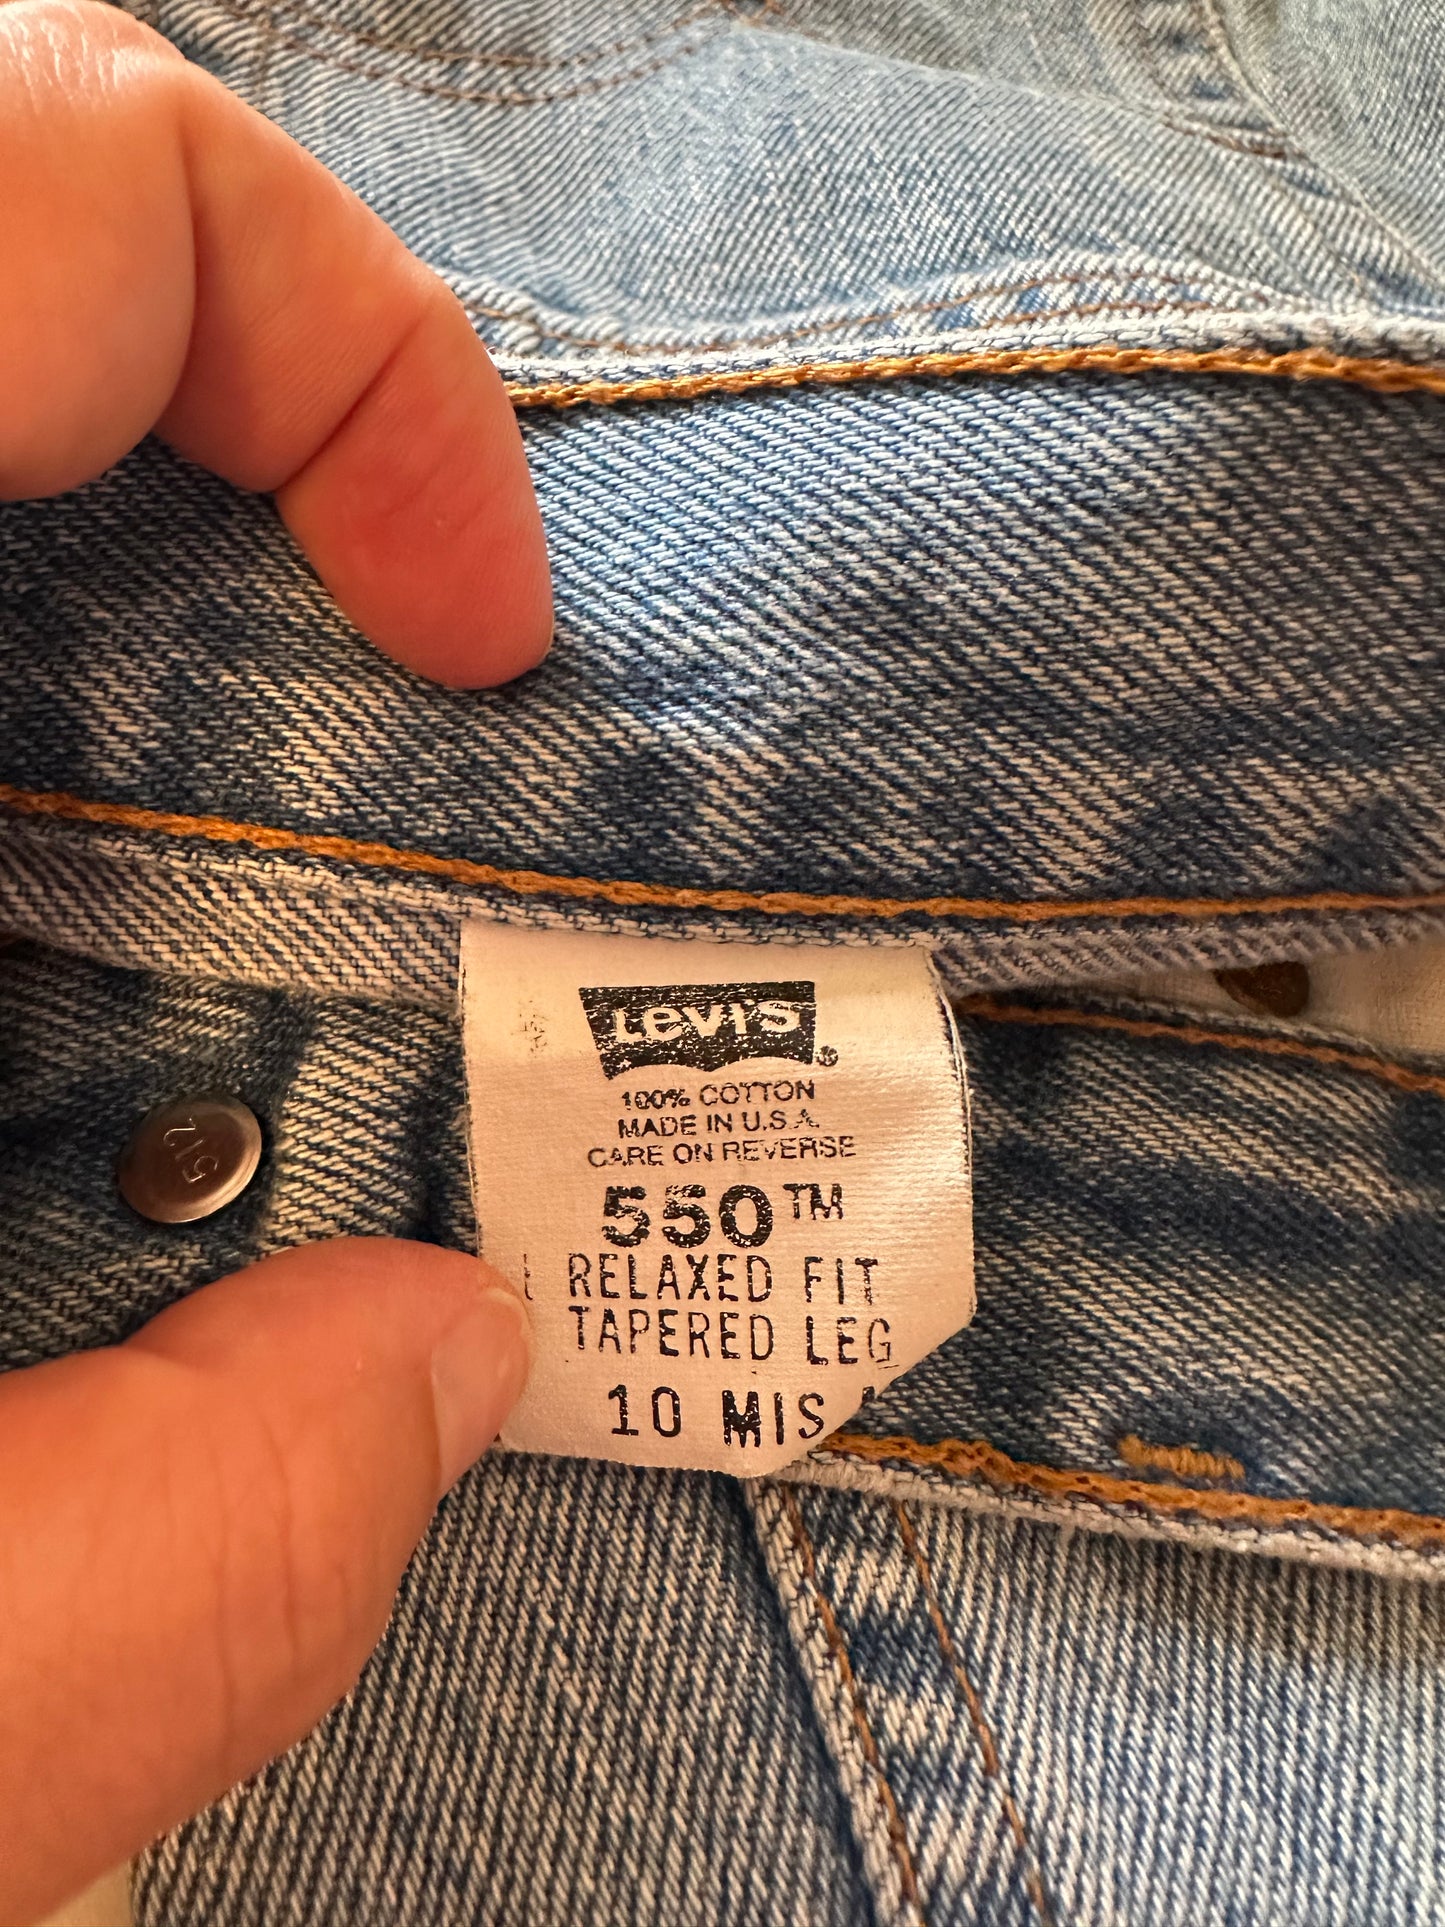 Levi's®
100% COTTON
MADE IN U.S.A.
CARE ON REVERSE
550™
RELAXED FIT
TAPERED LEG
10 MIS
512